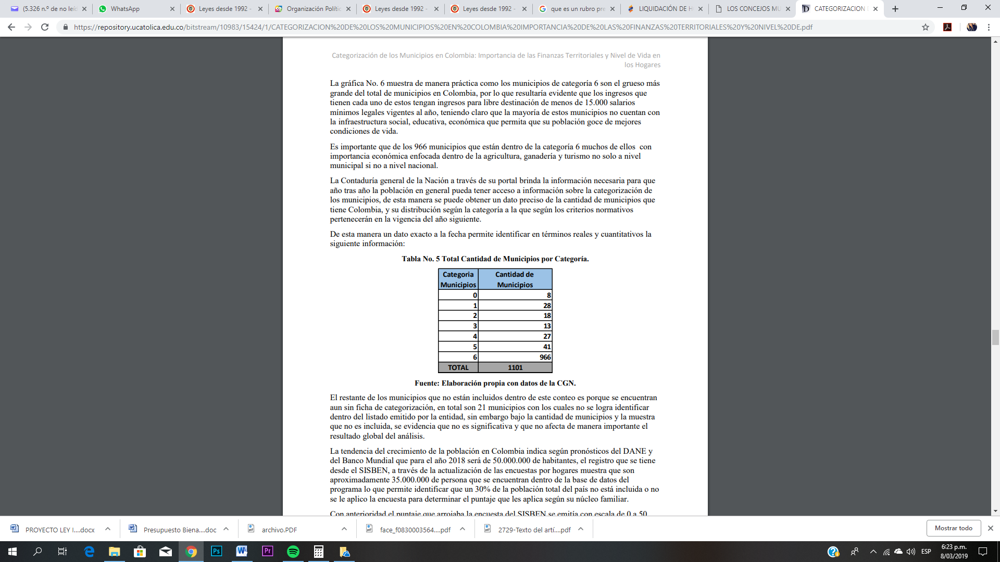 (5.326 n.º de no leíd
WhatsApp
Leyes desde 1992 -
Organización Polític
Leyes desde 1992 -
Leyes desde 1992 -
que es un rubro pre
LIQUIDACIÓN DE H
LOS CONCEJOS MU
CATEGORIZACION
https://repository.ucatolica.edu.co/bitstream/10983/15424/1/CATEGORIZACION%20DE%20LOS%20MUNICIPIOS%20EN%20COLOMBIA%20IMPORTANCIA%20DE%20LAS%20FINANZAS%20TERRITORIALES%20Y%20NIVEL%20DE.pdf
Categorización de los Municipios en Colombia: Importancia de las Finanzas Territoriales y Nivel de Vida en
los Hogares
La gráfica No. 6 muestra de manera práctica como los municipios de categoría 6 son el grueso más
grande del total de municipios en Colombia, por lo que resultaría evidente que los ingresos que
tienen cada uno de estos tengan ingresos para libre destinación de menos de 15.000 salarios
mínimos legales vigentes al año, teniendo claro que la mayoría de estos municipios no cuentan con
la infraestructura social, educativa, económica que permita que su población goce de mejores
condiciones de vida.
Es importante que de los 966 municipios que están dentro de la categoría 6 muchos de ellos  con
importancia económica enfocada dentro de la agricultura, ganadería y turismo no solo a nivel
municipal si no a nivel nacional.
La Contaduría general de la Nación a través de su portal brinda la información necesaria para que
año tras año la población en general pueda tener acceso a información sobre la categorización de
los municipios, de esta manera se puede obtener un dato preciso de la cantidad de municipios que
tiene Colombia, y su distribución según la categoría a la que según los criterios normativos
pertenecerán en la vigencia del año siguiente.
De esta manera un dato exacto a la fecha permite identificar en términos reales y cuantitativos la
siguiente información:
Tabla No. 5 Total Cantidad de Municipios por Categoría.
Categoria Municipios Cantidad de Municipios
0 8
1 28
2 18
3 13
4 27
5 41
6 966
TOTAL 1101
Fuente: Elaboración propia con datos de la CGN.
El restante de los municipios que no están incluidos dentro de este conteo es porque se encuentran
aun sin ficha de categorización, en total son 21 municipios con los cuales no se logra identificar
dentro del listado emitido por la entidad, sin embargo bajo la cantidad de municipios y la muestra
que no es incluida, se evidencia que no es significativa y que no afecta de manera importante el
resultado global del análisis.
La tendencia del crecimiento de la población en Colombia indica según pronósticos del DANE y
del Banco Mundial que para el año 2018 será de 50.000.000 de habitantes, el registro que se tiene
desde el SISBEN, a través de la actualización de las encuestas por hogares muestra que son
aproximadamente 35.000.000 de persona que se encuentran dentro de la base de datos del
programa lo que permite identificar que un 30% de la población total del país no está incluida o no
se le aplico la encuesta para determinar el puntaje que les aplica según su núcleo familiar.
Con anterioridad el puntaje que arrojaba la encuesta del SISBEN se emitía con escala de 0 a 50
PROYECTO LEY I....docx
Presupuesto Biena....doc
archivo.PDF
face_f0830003564....pdf
2729-Texto del artí....pdf
Mostrar todo
Ps
Pr
ESP
6:23 p.m.
8/03/2019